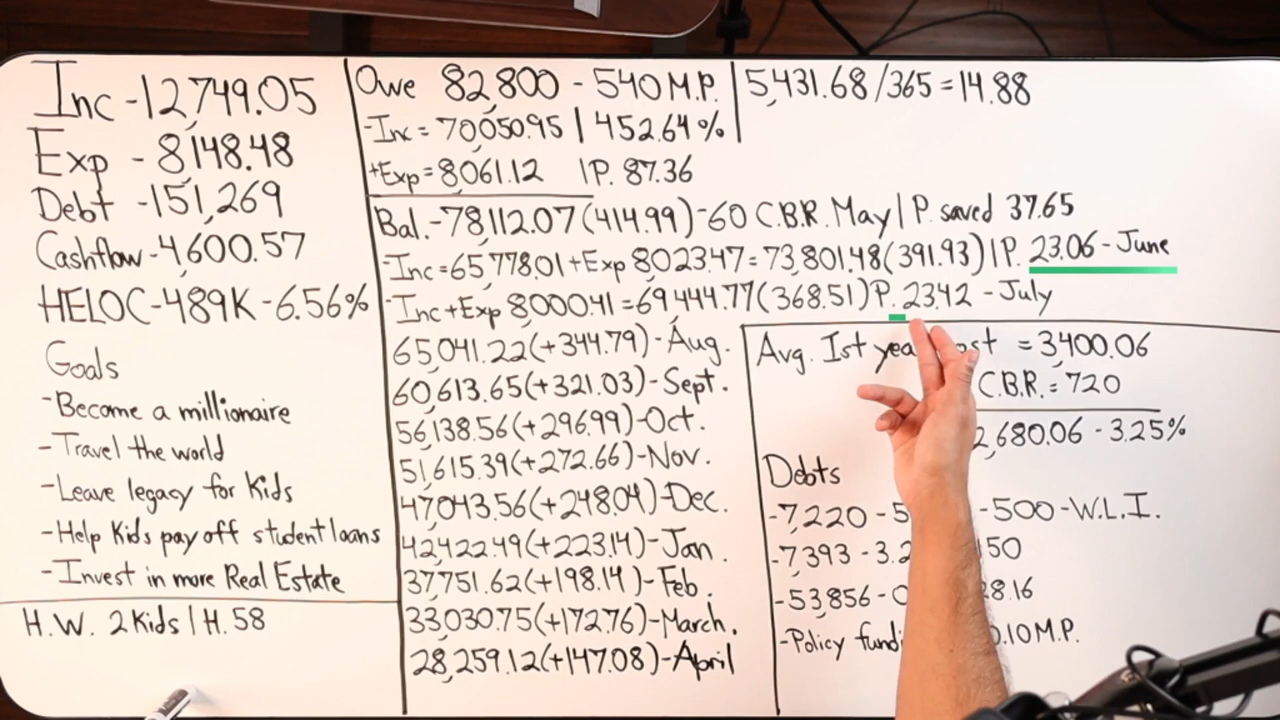 Inc - 12,749.05
Exp - 8,148.48
Debt - 151,269
Cashflow - 4,600.57
HELOC - 489K - 6.56%
Goals
- Become a millionaire
- Travel the world
- Leave legacy for Kids
- Help Kids pay off student loans
- Invest in more Real Estate
H.W. 2 Kids | H. 58
Owe 82,800 - 540 M.P.
- Inc = 70,050.95 | 452.64%
+ Exp = 8,061.12 | P. 87.36
5,431.68/365 = 14.88
Bal. - 78,112.07 (414.99) - 60 C.B.R. May | P. saved 37.65
- Inc = 65,778.01 + Exp 8023.47 = 73,801.48 (391.93) | P. 23.06 - June
- Inc + Exp 8,000.41 = 69,444.77 (368.51) P. 23.42 - July
65,041.22 (+344.79) - Aug.
60,613.65 (+321.03) - Sept.
56,138.56 (+296.99) - Oct.
51,615.39 (+272.66) - Nov.
47,043.56 (+248.04) - Dec.
42,422.49 (+223.14) - Jan.
37,751.62 (+198.14) - Feb.
33,030.75 (+172.76) - March.
28,259.12 (+147.08) - April
Avg. 1st = 3,400.06
C.B.R. = 720
2,680.06 - 3.25%
Debts
- 7,220 - 500 - W.L.I.
- 7,393 -
- 53,856 -
- Policy M.P.